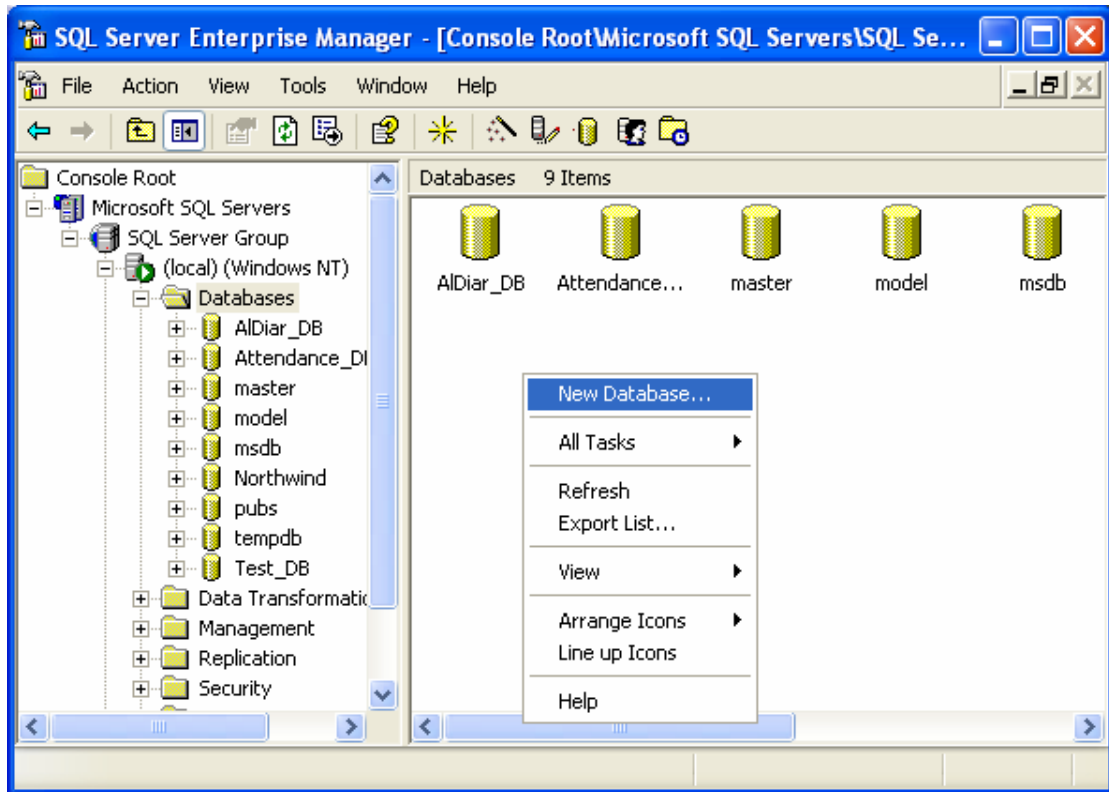 SQL Server Enterprise Manager - [Console Root\Microsoft SQL Servers\SQL Se...
File Action View Tools Window Help
Console Root
Microsoft SQL Servers
SQL Server Group
(local) (Windows NT)
Databases
AlDiar_DB
Attendance_DI
master
model
msdb
Northwind
pubs
tempdb
Test_DB
Data Transformatic
Management
Replication
Security
Databases 9 Items
AlDiar_DB Attendance... master model msdb
New Database...
All Tasks
Refresh
Export List...
View
Arrange Icons
Line up Icons
Help